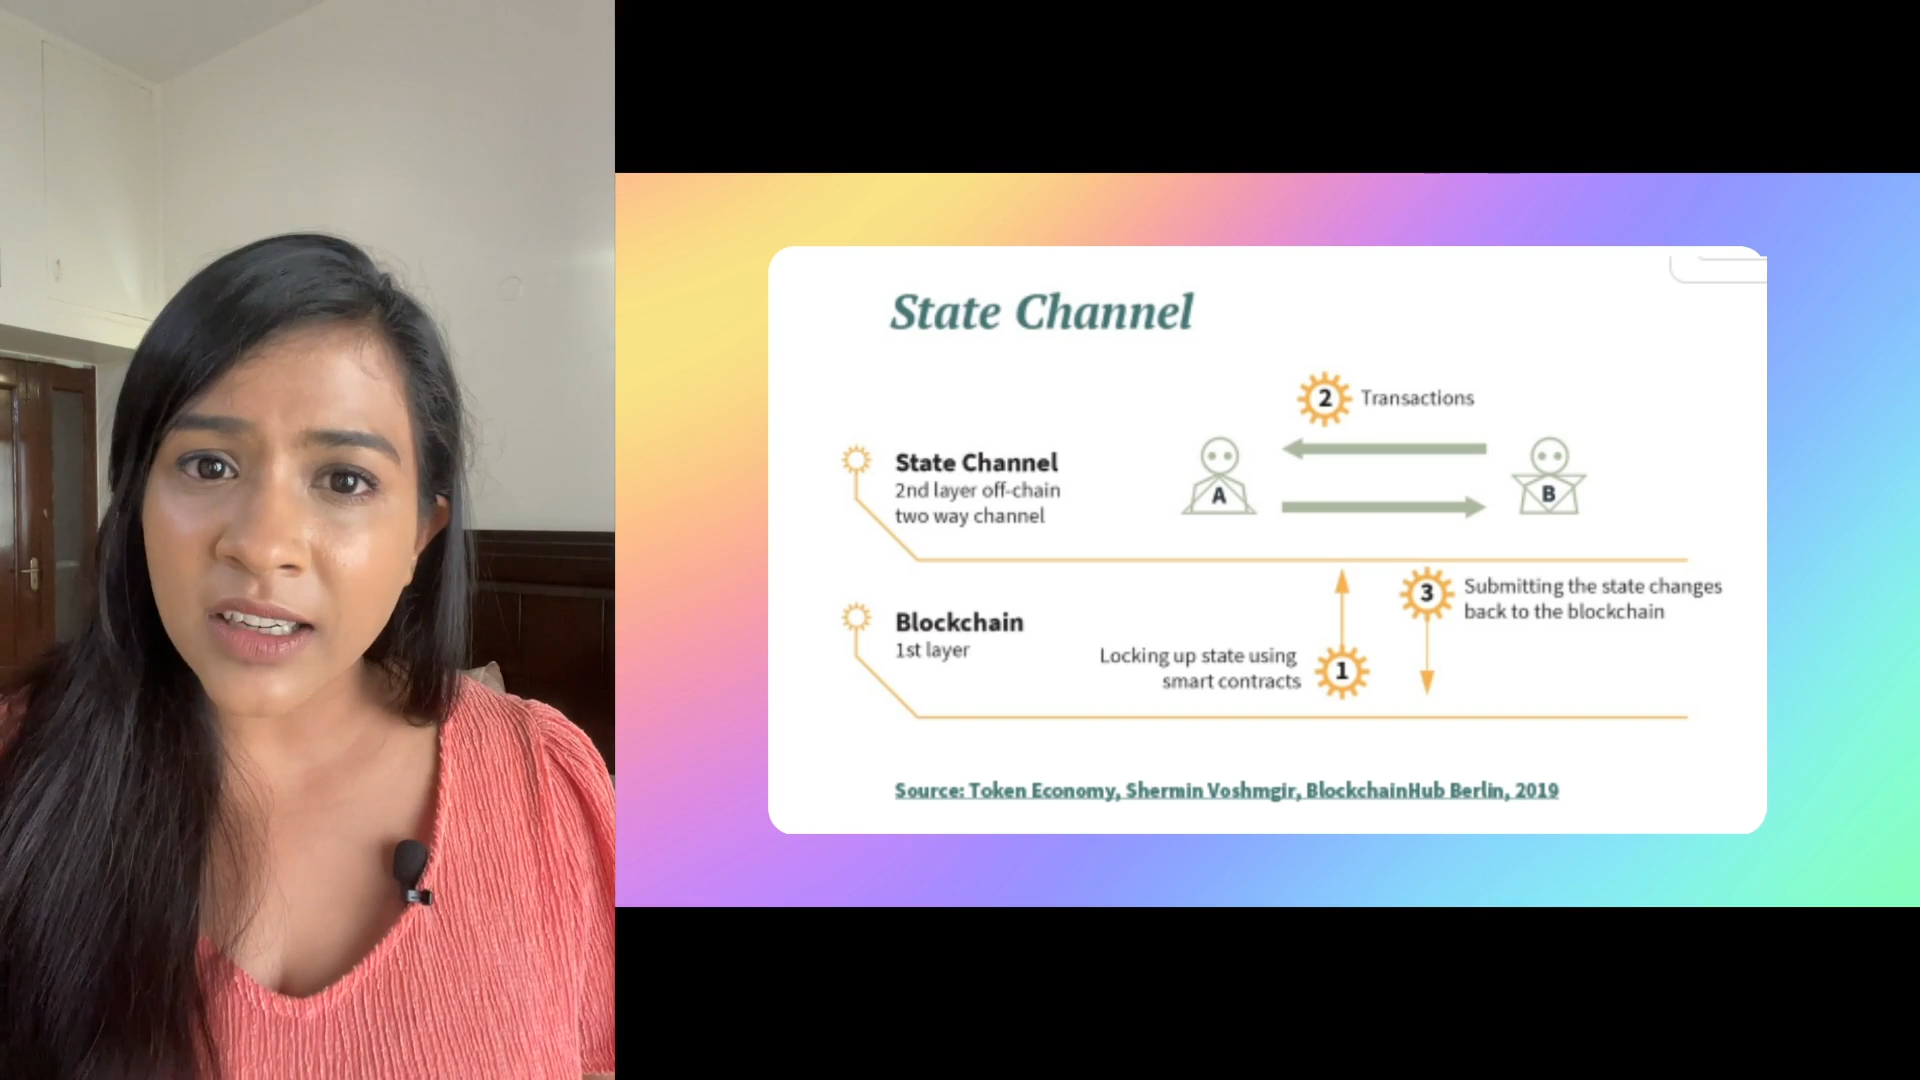 State Channel
2
Transactions
A
B
State Channel
2nd layer off-chain
two way channel
3
Submitting the state changes
back to the blockchain
Blockchain
1st layer
Locking up state using
smart contracts
1
Source: Token Economy, Shermin Voshmgir, BlockchainHub Berlin, 2019